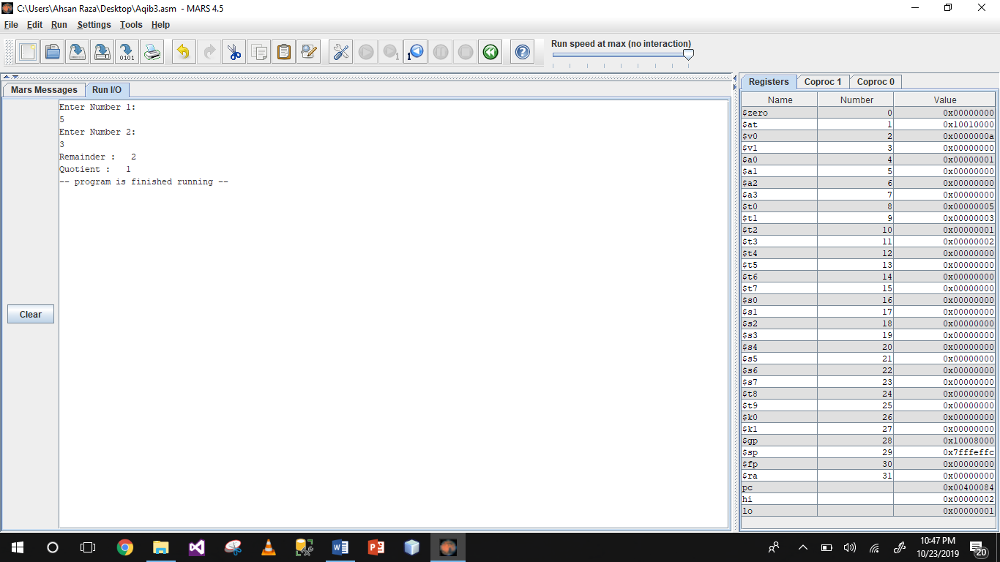 C:\Users\Ahsan Raza\Desktop\Aqib3.asm - MARS 4.5
File Edit Run Settings Tools Help
Run speed at max (no interaction)
0101
1
1
Mars Messages Run I/O
Enter Number 1:
5
Enter Number 2:
3
Remainder : 2
Quotient : 1
-- program is finished running --
Clear
Registers Coproc 1 Coproc 0
Name Number Value
$zero 0 0x00000000
$at 1 0x10010000
$v0 2 0x0000000a
$v1 3 0x00000000
$a0 4 0x00000001
$a1 5 0x00000000
$a2 6 0x00000000
$a3 7 0x00000000
$t0 8 0x00000005
$t1 9 0x00000003
$t2 10 0x00000001
$t3 11 0x00000002
$t4 12 0x00000000
$t5 13 0x00000000
$t6 14 0x00000000
$t7 15 0x00000000
$s0 16 0x00000000
$s1 17 0x00000000
$s2 18 0x00000000
$s3 19 0x00000000
$s4 20 0x00000000
$s5 21 0x00000000
$s6 22 0x00000000
$s7 23 0x00000000
$t8 24 0x00000000
$t9 25 0x00000000
$k0 26 0x00000000
$k1 27 0x00000000
$gp 28 0x10008000
$sp 29 0x7fffeffc
$fp 30 0x00000000
$ra 31 0x00000000
pc 0x00400084
hi 0x00000002
lo 0x00000001
10:47 PM
10/23/2019
20